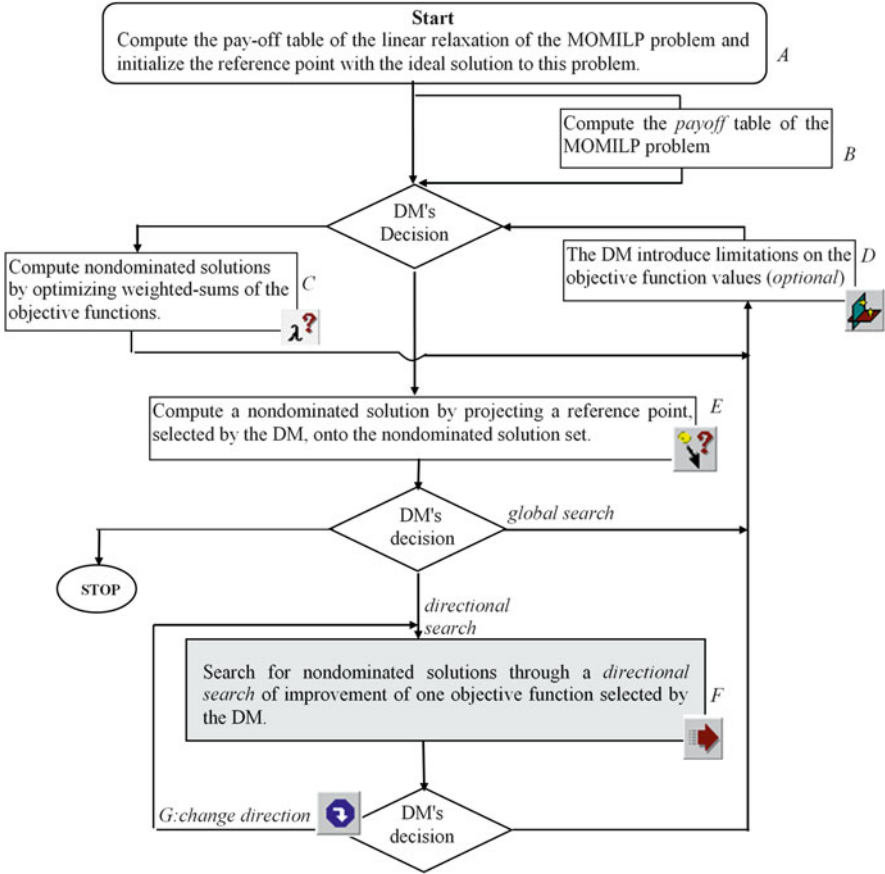 Start
Compute the pay-off table of the linear relaxation of the MOMILP problem and
initialize the reference point with the ideal solution to this problem.
A
Compute the payoff table of the
MOMILP problem
B
DM's
Decision
Compute nondominated solutions
by optimizing weighted-sums of the
objective functions.
C
λ?
The DM introduce limitations on the
objective function values (optional)
D
Compute a nondominated solution by projecting a reference point,
selected by the DM, onto the nondominated solution set.
E
?
DM's
decision
global search
STOP
directional
search
Search for nondominated solutions through a directional
search of improvement of one objective function selected by
the DM.
F
G:change direction
DM's
decision